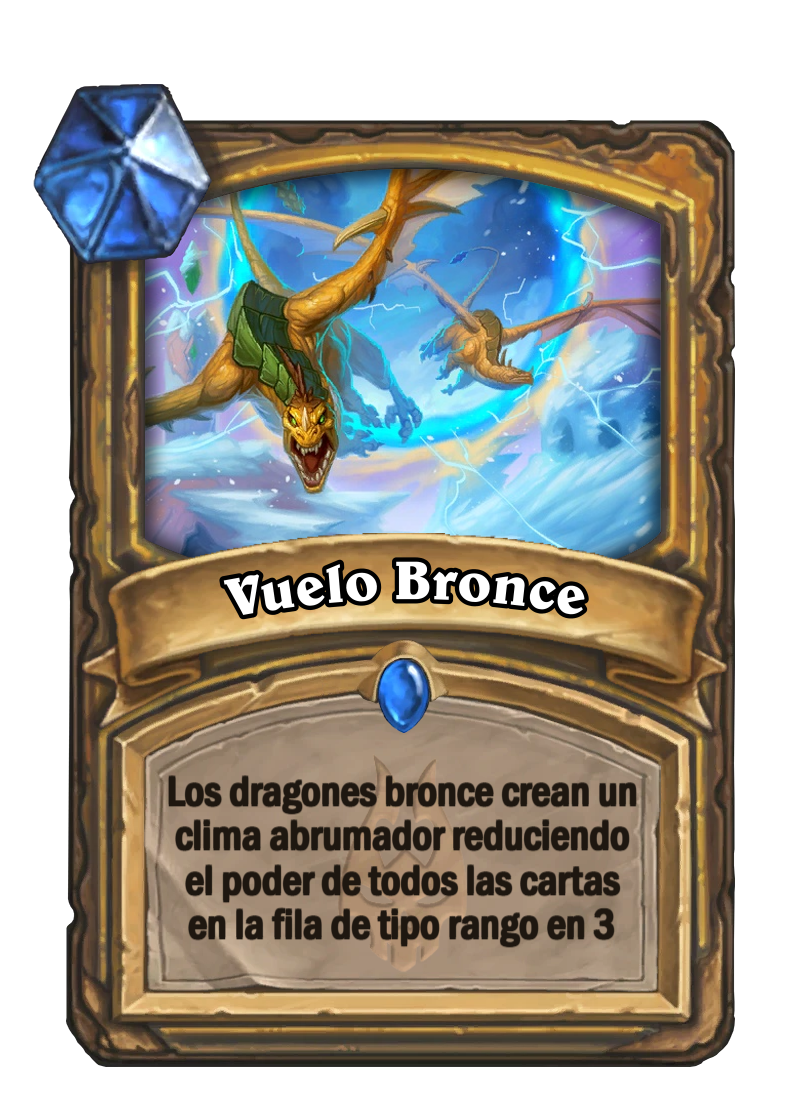 Vuelo Bronce
Los dragones bronce crean un
clima abrumador reduciendo
el poder de todos las cartas
en la fila de tipo rango en 3